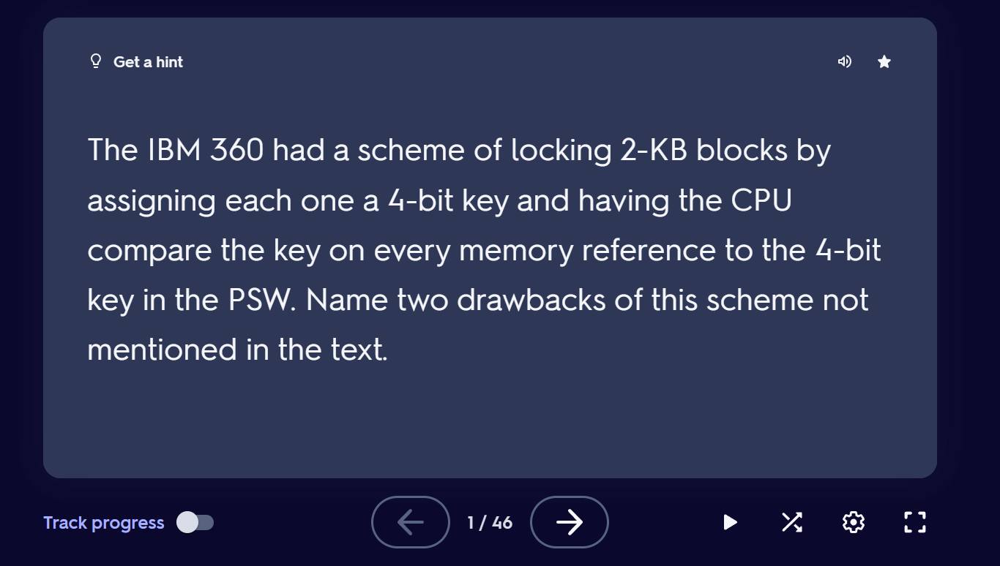 Get a hint
The IBM 360 had a scheme of locking 2-KB blocks by
assigning each one a 4-bit key and having the CPU
compare the key on every memory reference to the 4-bit
key in the PSW. Name two drawbacks of this scheme not
mentioned in the text.
Track progress
1 / 46